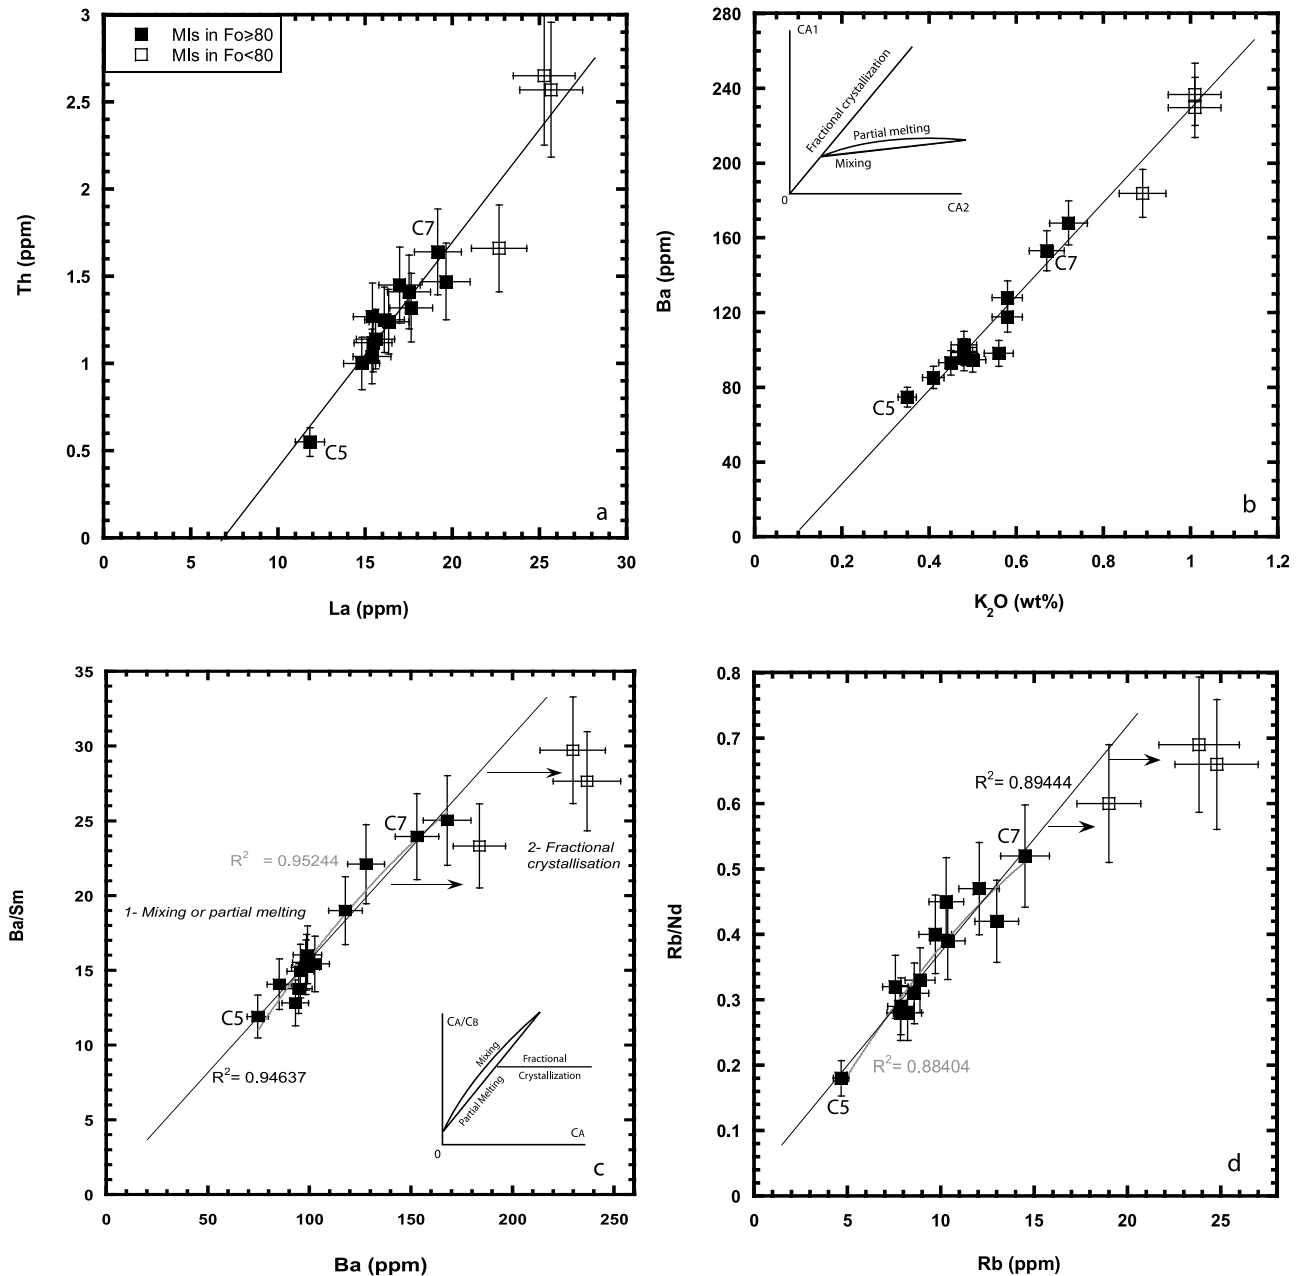 MIs in Fo≥80
MIs in Fo<80
3
2.5
2
1.5
1
0.5
0
Th (ppm)
C7
C5
a
0
5
10
15
20
25
30
La (ppm)
280
240
200
160
120
80
40
0
Ba (ppm)
CA1
Fractional crystallization
Partial melting
Mixing
0
CA2
C7
C5
b
0
0.2
0.4
0.6
0.8
1
1.2
K2O (wt%)
35
30
25
20
15
10
5
0
Ba/Sm
C7
R2 = 0.95244
2- Fractional
crystallisation
1- Mixing or partial melting
C5
R2= 0.94637
CA/CB
Mixing
Partial Melting
Fractional
Crystallization
0
CA
c
0
50
100
150
200
250
Ba (ppm)
0.8
0.7
0.6
0.5
0.4
0.3
0.2
0.1
0
Rb/Nd
R2= 0.89444
C7
R2= 0.88404
C5
d
0
5
10
15
20
25
Rb (ppm)